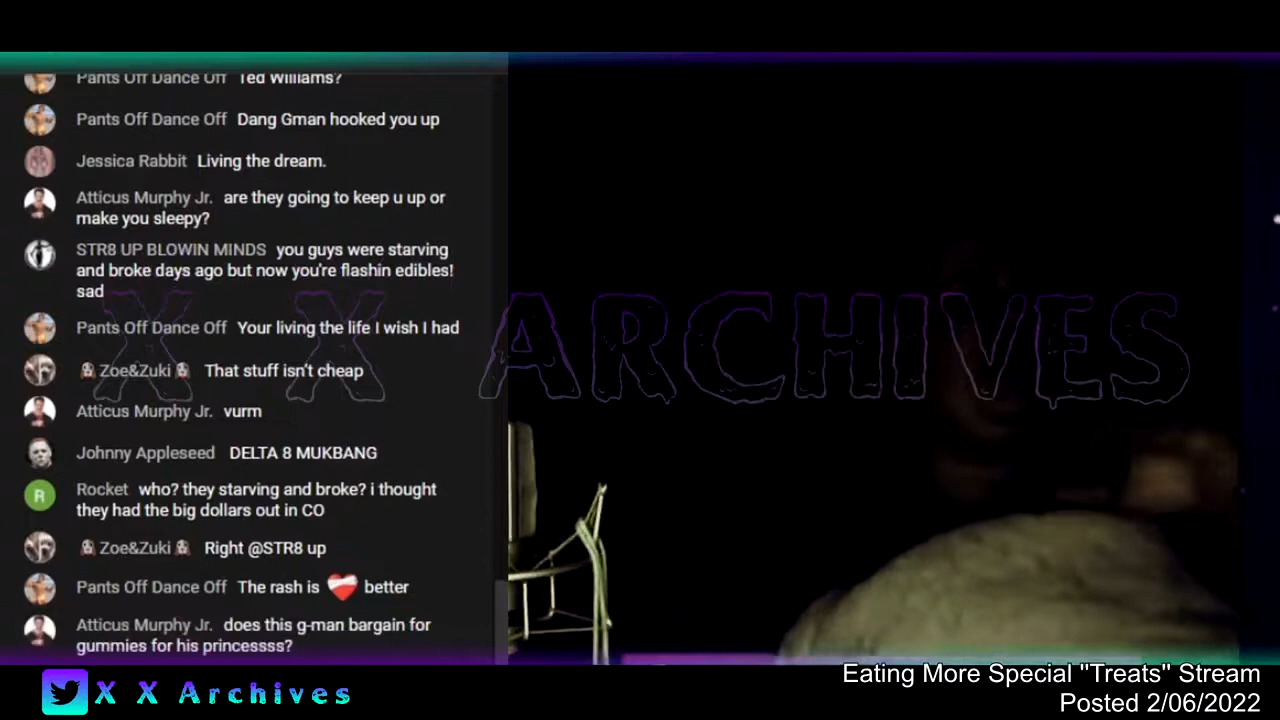 Pants Off Dance Off Ted Williams?
Pants Off Dance Off Dang Gman hooked you up
Jessica Rabbit Living the dream.
Atticus Murphy Jr. are they going to keep u up or
make you sleepy?
STR8 UP BLOWIN MINDS you guys were starving
and broke days ago but now you're flashin edibles!
sad
Pants Off Dance Off Your living the life I wish I had
X X ARCHIVES
Zoe&Zuki That stuff isn't cheap
Atticus Murphy Jr. vurm
Johnny Appleseed DELTA 8 MUKBANG
R Rocket who? they starving and broke? i thought
they had the big dollars out in CO
Zoe&Zuki Right @STR8 up
Pants Off Dance Off The rash is ❤️‍🩹 better
Atticus Murphy Jr. does this g-man bargain for
gummies for his princessss?
X X Archives
Eating More Special "Treats" Stream
Posted 2/06/2022